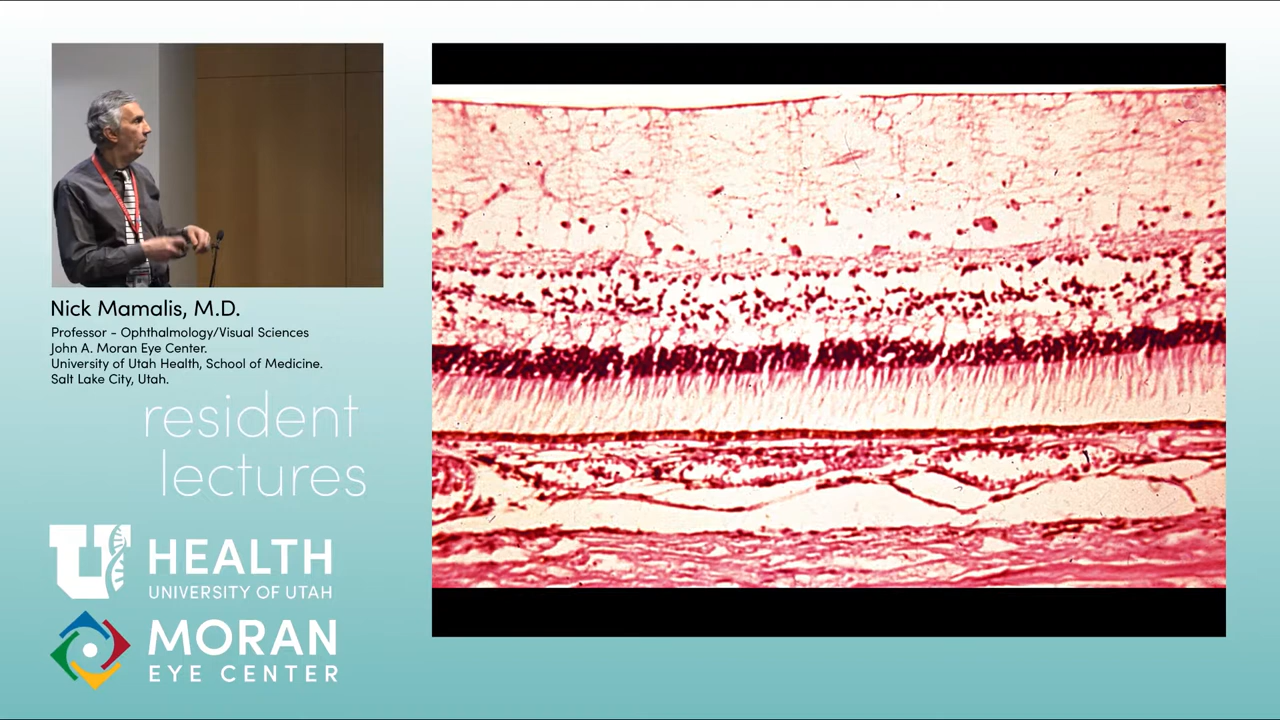 Nick Mamalis, M.D.
Professor - Ophthalmology/Visual Sciences
John A. Moran Eye Center.
University of Utah Health, School of Medicine.
Salt Lake City, Utah.
resident
lectures
U HEALTH
UNIVERSITY OF UTAH
MORAN
EYE CENTER